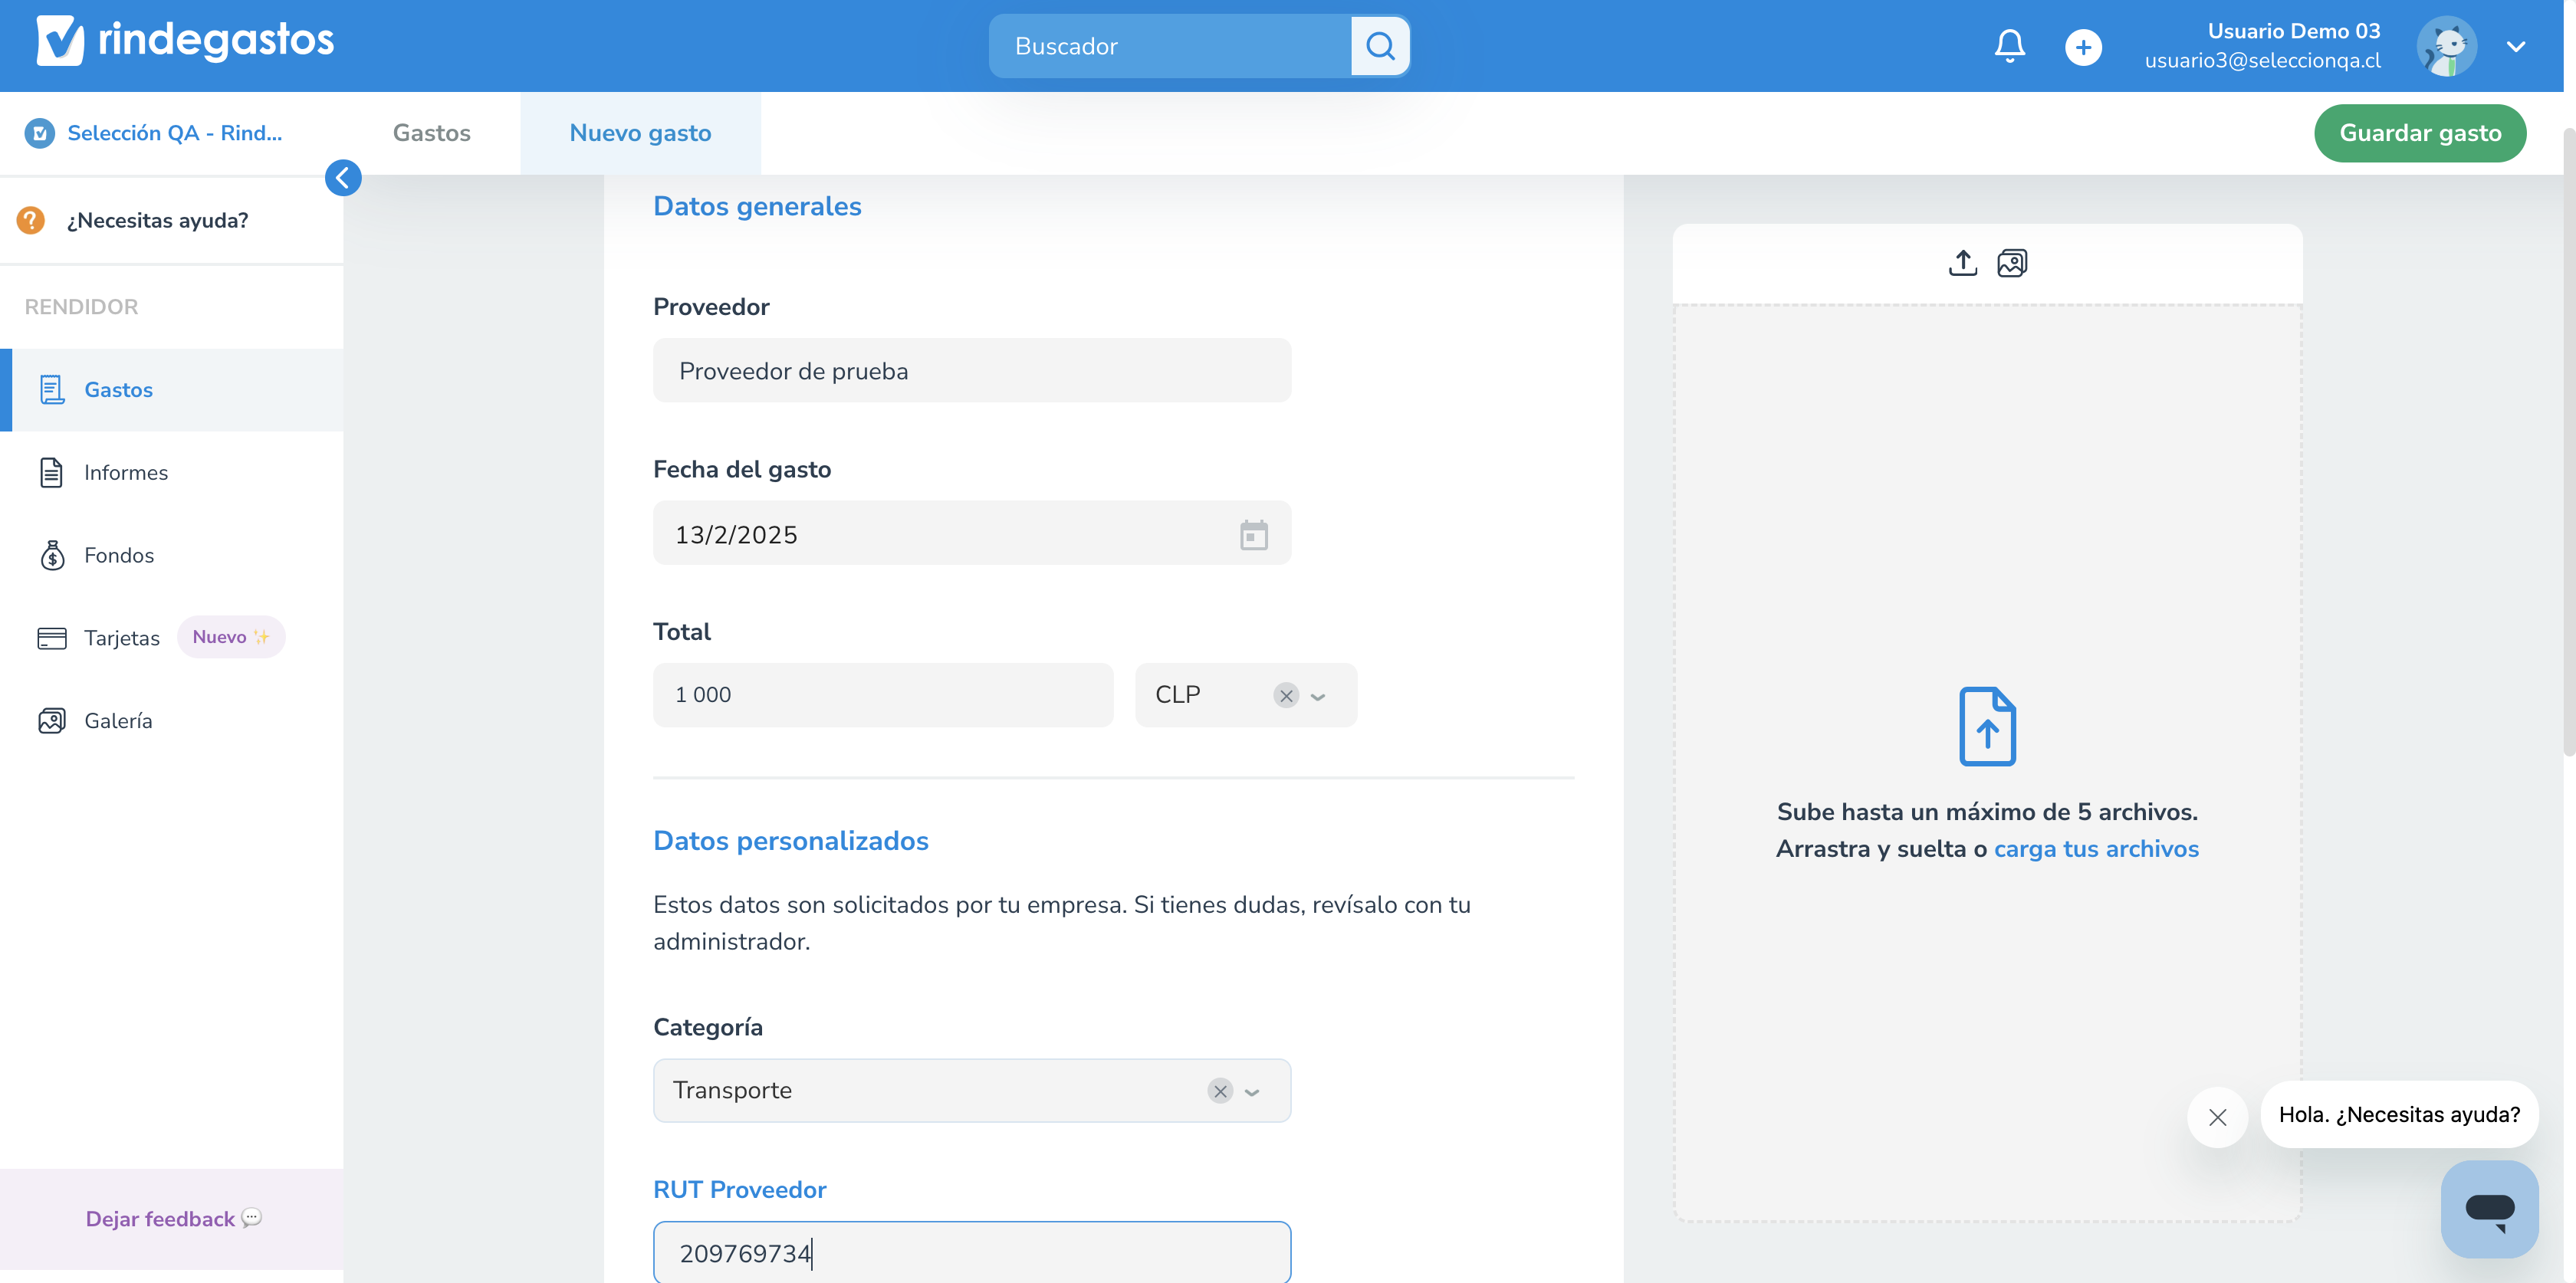 rindegastos
Buscador
Usuario Demo 03
usuario3@seleccionqa.cl
Selección QA - Rind...
Gastos
Nuevo gasto
Guardar gasto
¿Necesitas ayuda?
RENDIDOR
Gastos
Informes
Fondos
Tarjetas
Nuevo ✨
Galería
Dejar feedback 💬
Datos generales
Proveedor
Proveedor de prueba
Fecha del gasto
13/2/2025
Total
1 000
CLP
Datos personalizados
Estos datos son solicitados por tu empresa. Si tienes dudas, revísalo con tu
administrador.
Categoría
Transporte
RUT Proveedor
209769734
Sube hasta un máximo de 5 archivos.
Arrastra y suelta o carga tus archivos
Hola. ¿Necesitas ayuda?